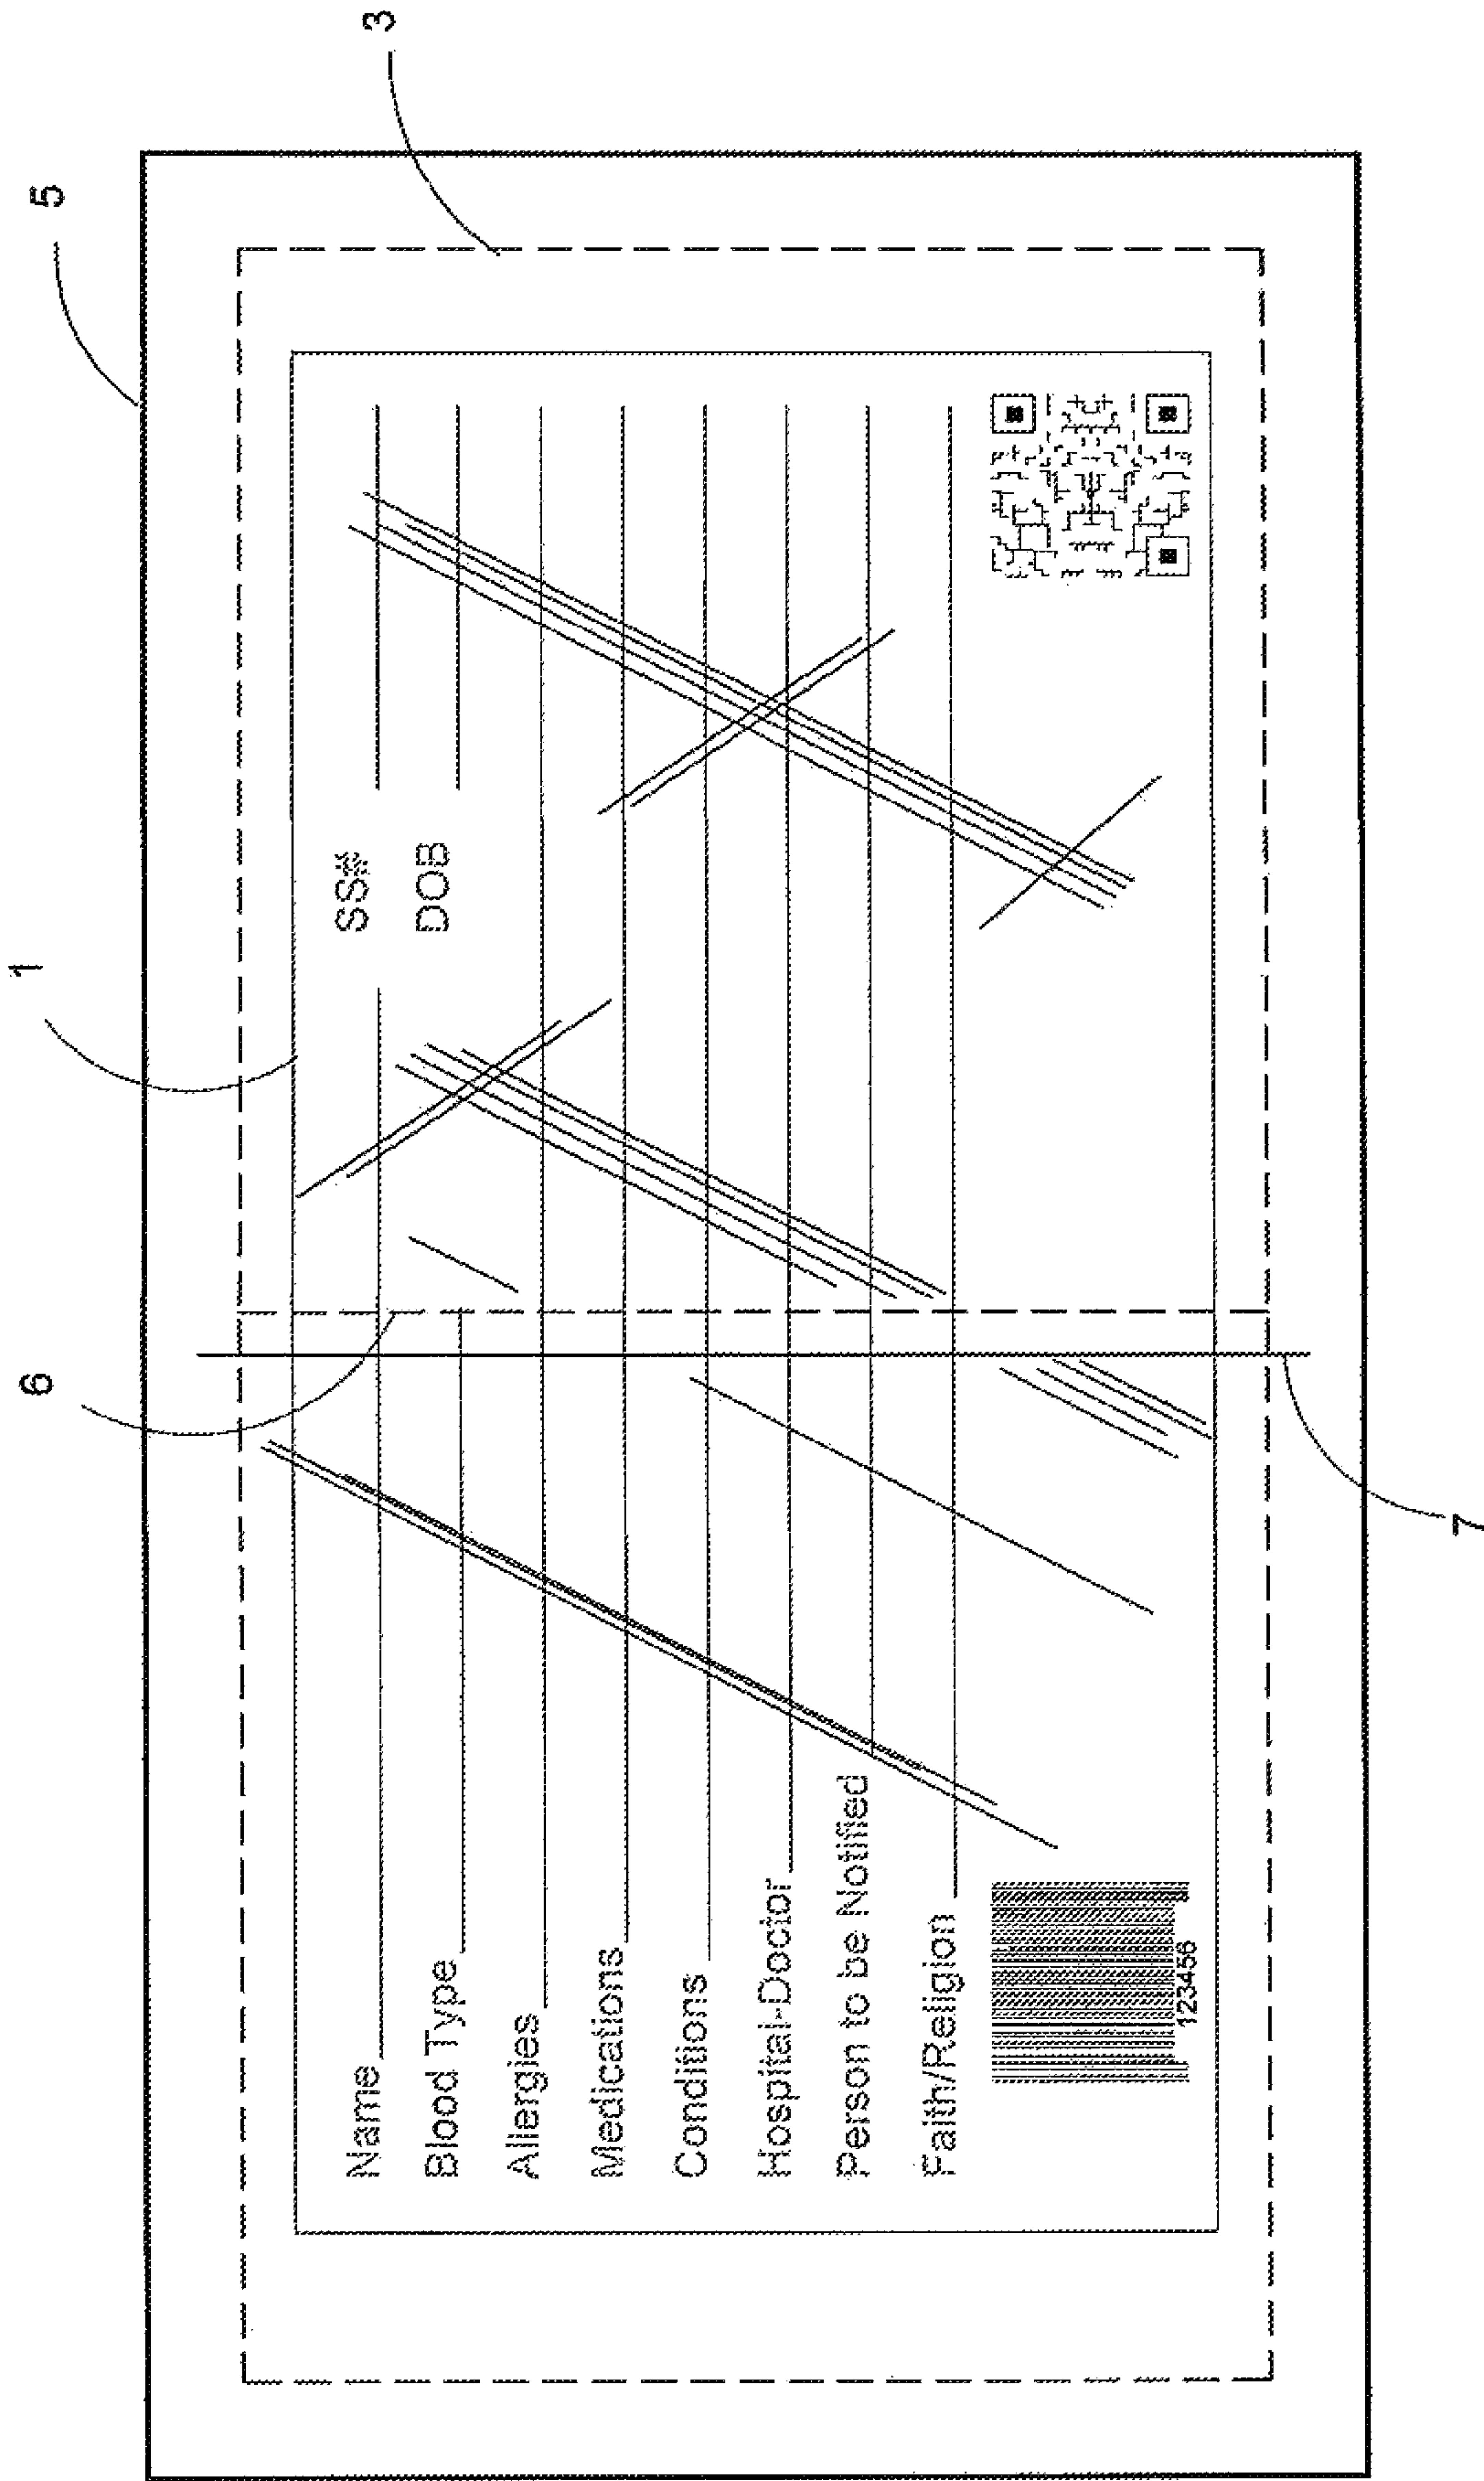 Name SS#
Blood Type DOB
Allergies
Medications
Conditions
Hospital-Doctor
Person to be Notified
Faith/Religion
123456
1
3
5
6
7